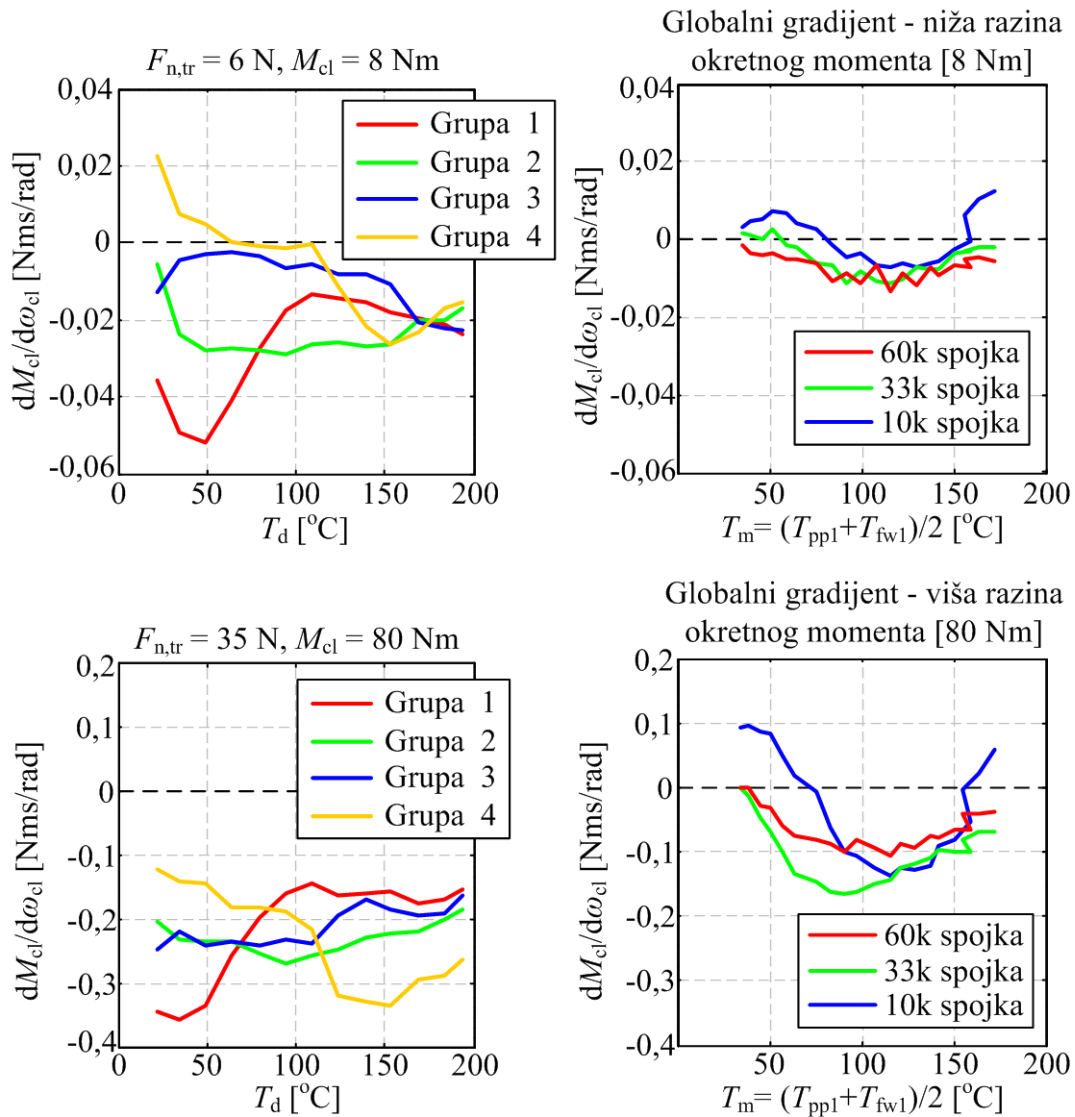 F_n,tr = 6 N, M_cl = 8 Nm
0,04
0,02
0
-0,02
-0,04
-0,06
dM_cl/dω_cl [Nms/rad]
Grupa 1
Grupa 2
Grupa 3
Grupa 4
0 50 100 150 200
T_d [°C]
Globalni gradijent - niža razina
okretnog momenta [8 Nm]
0,04
0,02
0
-0,02
-0,04
-0,06
dM_cl/dω_cl [Nms/rad]
60k spojka
33k spojka
10k spojka
50 100 150 200
T_m= (T_pp1+T_fw1)/2 [°C]
F_n,tr = 35 N, M_cl = 80 Nm
0,2
0,1
0
-0,1
-0,2
-0,3
-0,4
dM_cl/dω_cl [Nms/rad]
Grupa 1
Grupa 2
Grupa 3
Grupa 4
0 50 100 150 200
T_d [°C]
Globalni gradijent - viša razina
okretnog momenta [80 Nm]
0,2
0,1
0
-0,1
-0,2
-0,3
-0,4
dM_cl/dω_cl [Nms/rad]
60k spojka
33k spojka
10k spojka
50 100 150 200
T_m= (T_pp1+T_fw1)/2 [°C]